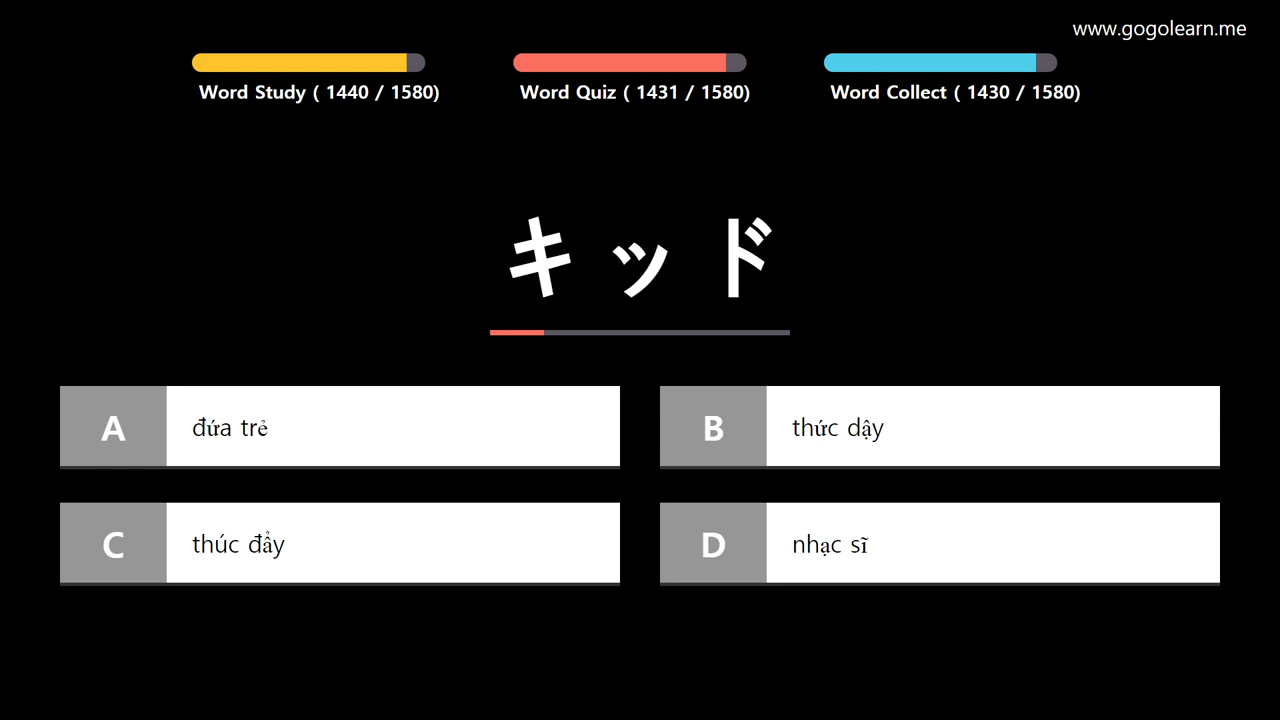 www.gogolearn.me
Word Study ( 1440 / 1580)
Word Quiz ( 1431 / 1580)
Word Collect ( 1430 / 1580)
キッド
A đứa trẻ
B thức dậy
C thúc đẩy
D nhạc sĩ